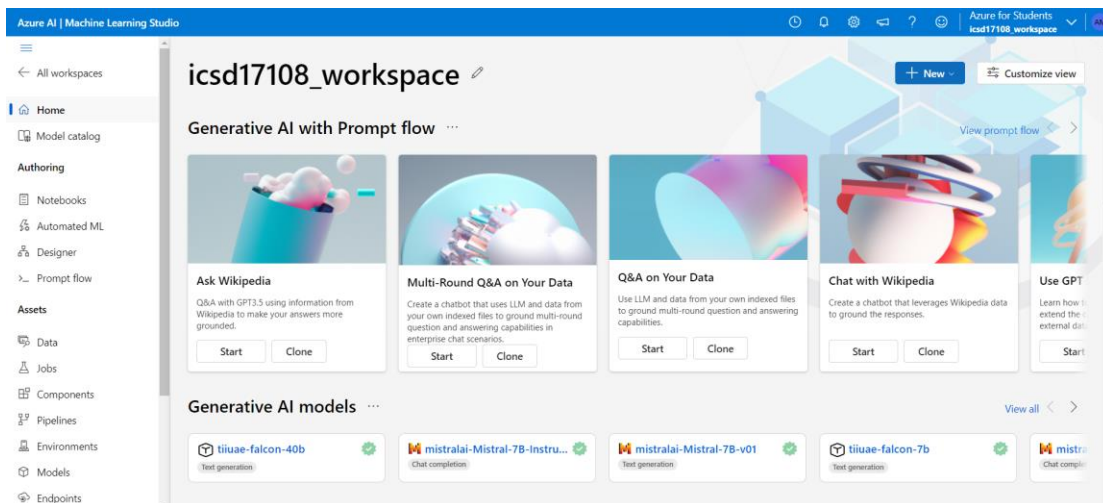 Azure AI | Machine Learning Studio
Azure for Students
icsd17108_workspace
AM
All workspaces
Home
Model catalog
Authoring
Notebooks
Automated ML
Designer
Prompt flow
Assets
Data
Jobs
Components
Pipelines
Environments
Models
Endpoints
icsd17108_workspace
New
Customize view
Generative AI with Prompt flow ...
View prompt flow
Ask Wikipedia
Q&A with GPT3.5 using information from
Wikipedia to make your answers more
grounded.
Start
Clone
Multi-Round Q&A on Your Data
Create a chatbot that uses LLM and data from
your own indexed files to ground multi-round
question and answering capabilities in
enterprise chat scenarios.
Start
Clone
Q&A on Your Data
Use LLM and data from your own indexed files
to ground multi-round question and answering
capabilities.
Start
Clone
Chat with Wikipedia
Create a chatbot that leverages Wikipedia data
to ground the responses.
Start
Clone
Use GPT
Learn how
extend the
external
Start
Generative AI models ...
View all
tiiuae-falcon-40b
Text generation
mistralai-Mistral-7B-Instru...
Chat completion
mistralai-Mistral-7B-v01
Text generation
tiiuae-falcon-7b
Text generation
Chat